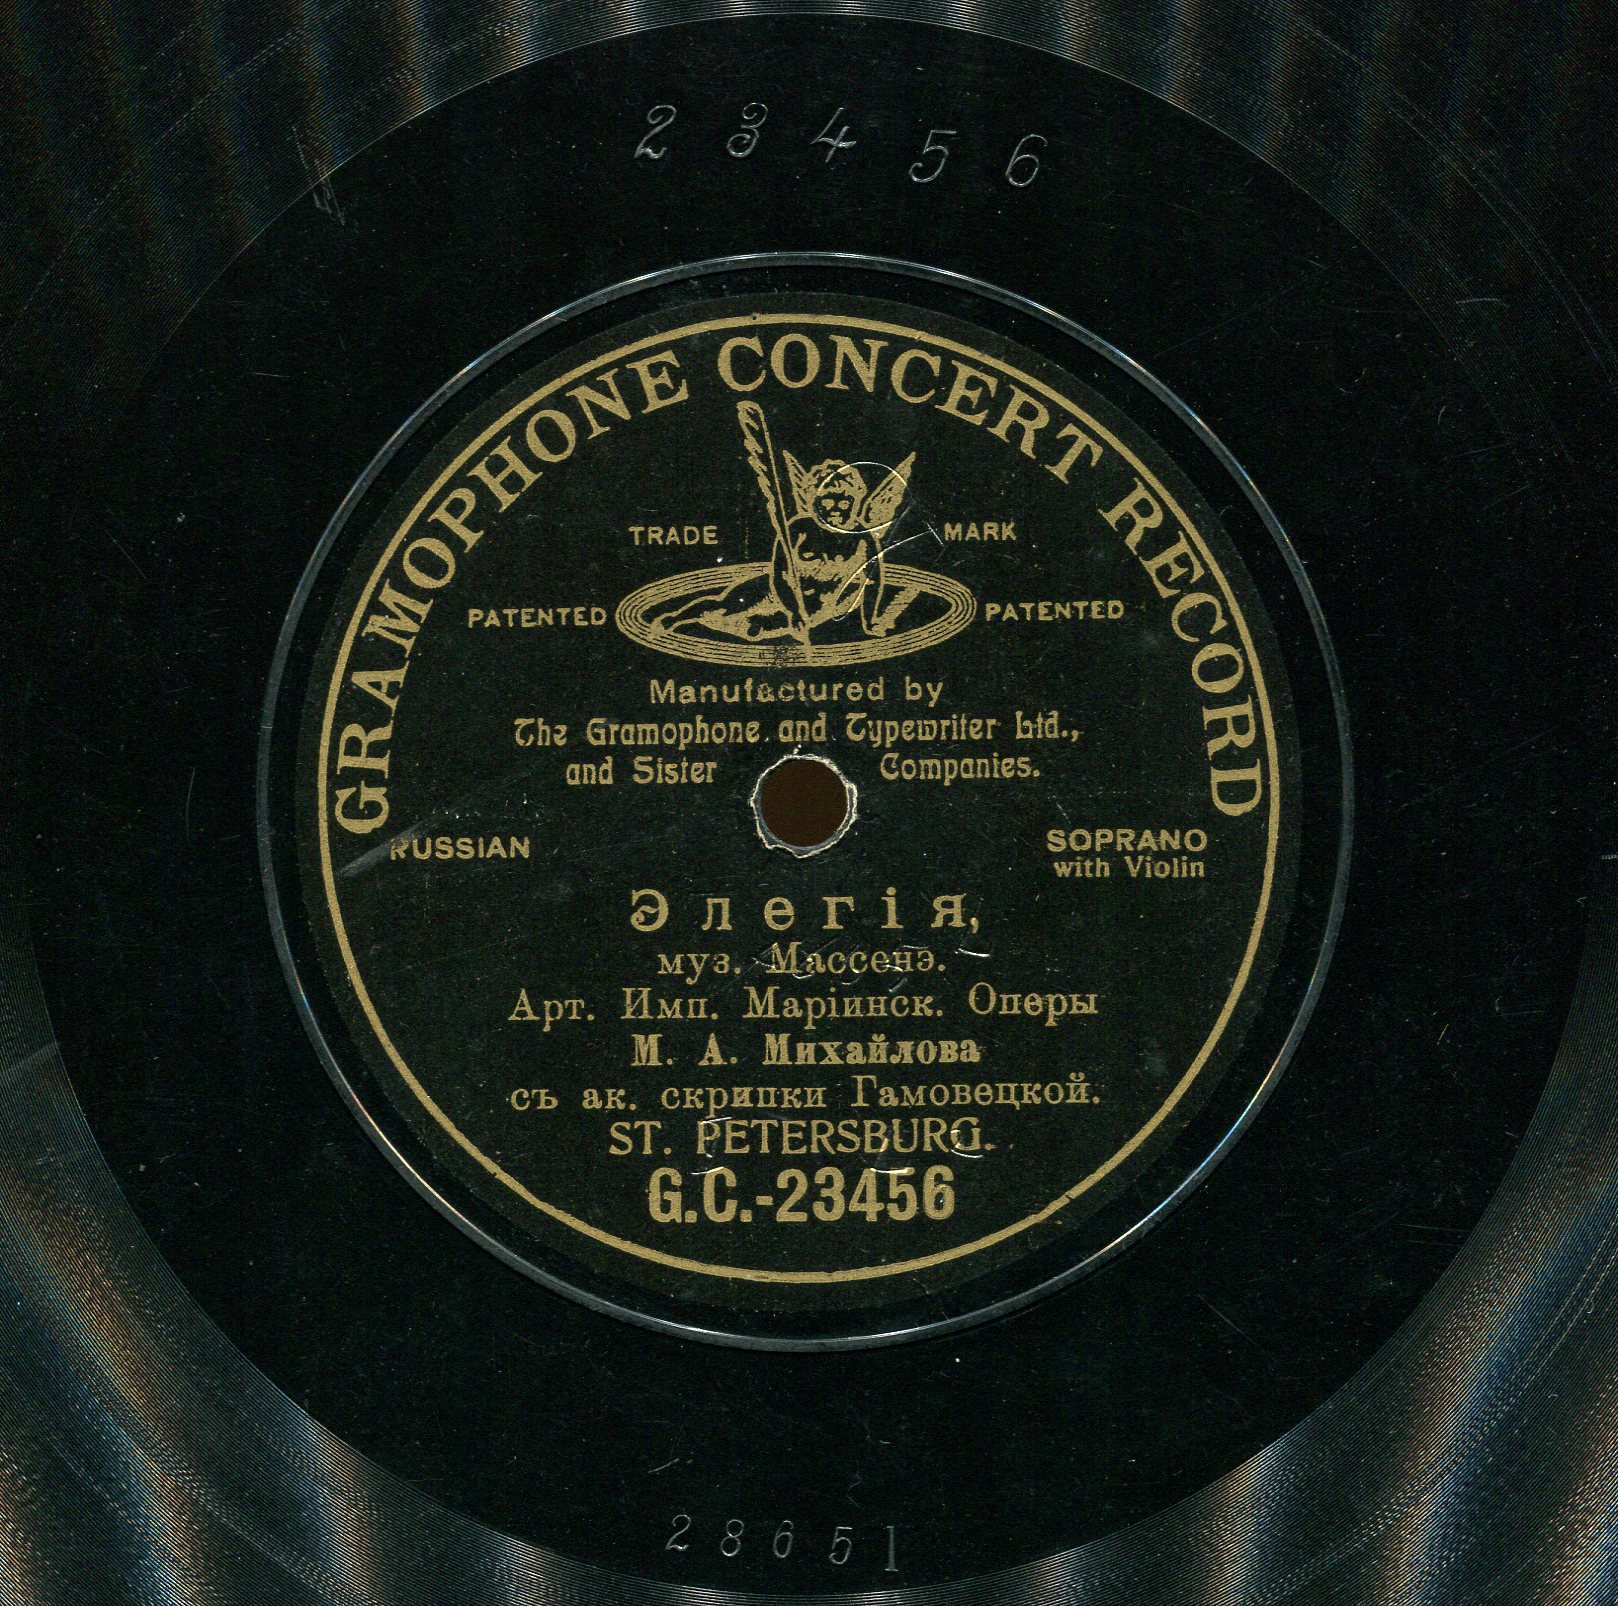 23456
GRAMOPHONE CONCERT RECORD
TRADE MARK
PATENTED PATENTED
Manufactured by
The Gramophone and Typewriter Ltd.,
and Sister Companies.
RUSSIAN
SOPRANO
with Violin
Элегія,
муз. Массенэ.
Арт. Имп. Маріинск. Оперы
М. А. Михайлова
съ ак. скрипки Гамовецкой.
ST. PETERSBURG.
G.C.-23456
28651